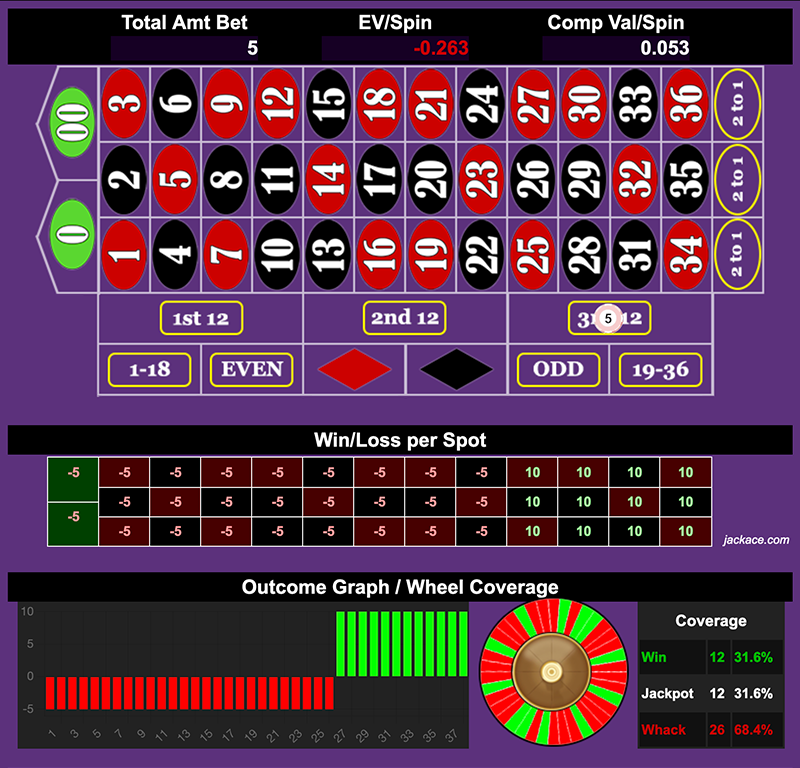 Total Amt Bet EV/Spin Comp Val/Spin
5 -0.263 0.053
00 3 6 9 12 15 18 21 24 27 30 33 36 2 to 1
2 5 8 11 14 17 20 23 26 29 32 35 2 to 1
0 1 4 7 10 13 16 19 22 25 28 31 34 2 to 1
1st 12 2nd 12 3 5 12
1-18 EVEN ODD 19-36
Win/Loss per Spot
-5 -5 -5 -5 -5 -5 -5 -5 -5 10 10 10 10
-5 -5 -5 -5 -5 -5 -5 -5 10 10 10 10
-5 -5 -5 -5 -5 -5 -5 -5 -5 10 10 10 10
jackace.com
Outcome Graph / Wheel Coverage
10
5
0
-5
1 3 5 7 9 11 13 15 17 19 21 23 25 27 29 31 33 35 37
Coverage
Win 12 31.6%
Jackpot 12 31.6%
Whack 26 68.4%